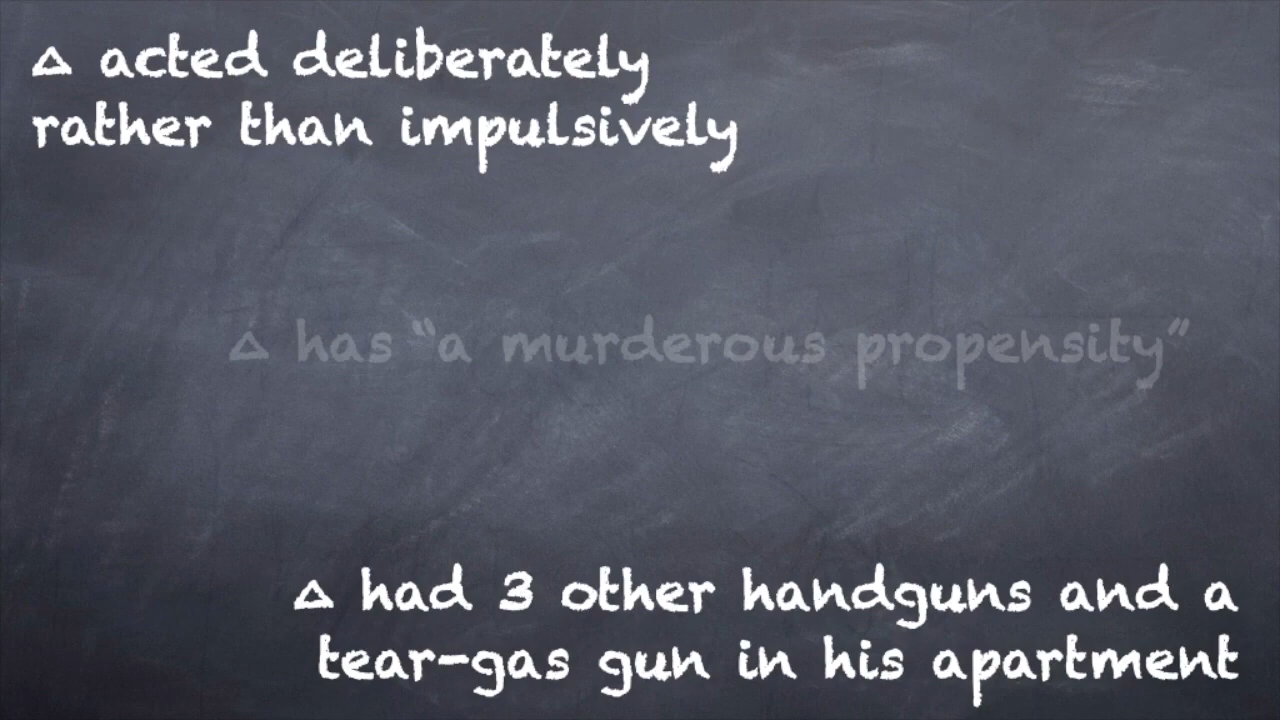 Δ acted deliberately
rather than impulsively
Δ has “a murderous propensity”
Δ had 3 other handguns and a
tear-gas gun in his apartment